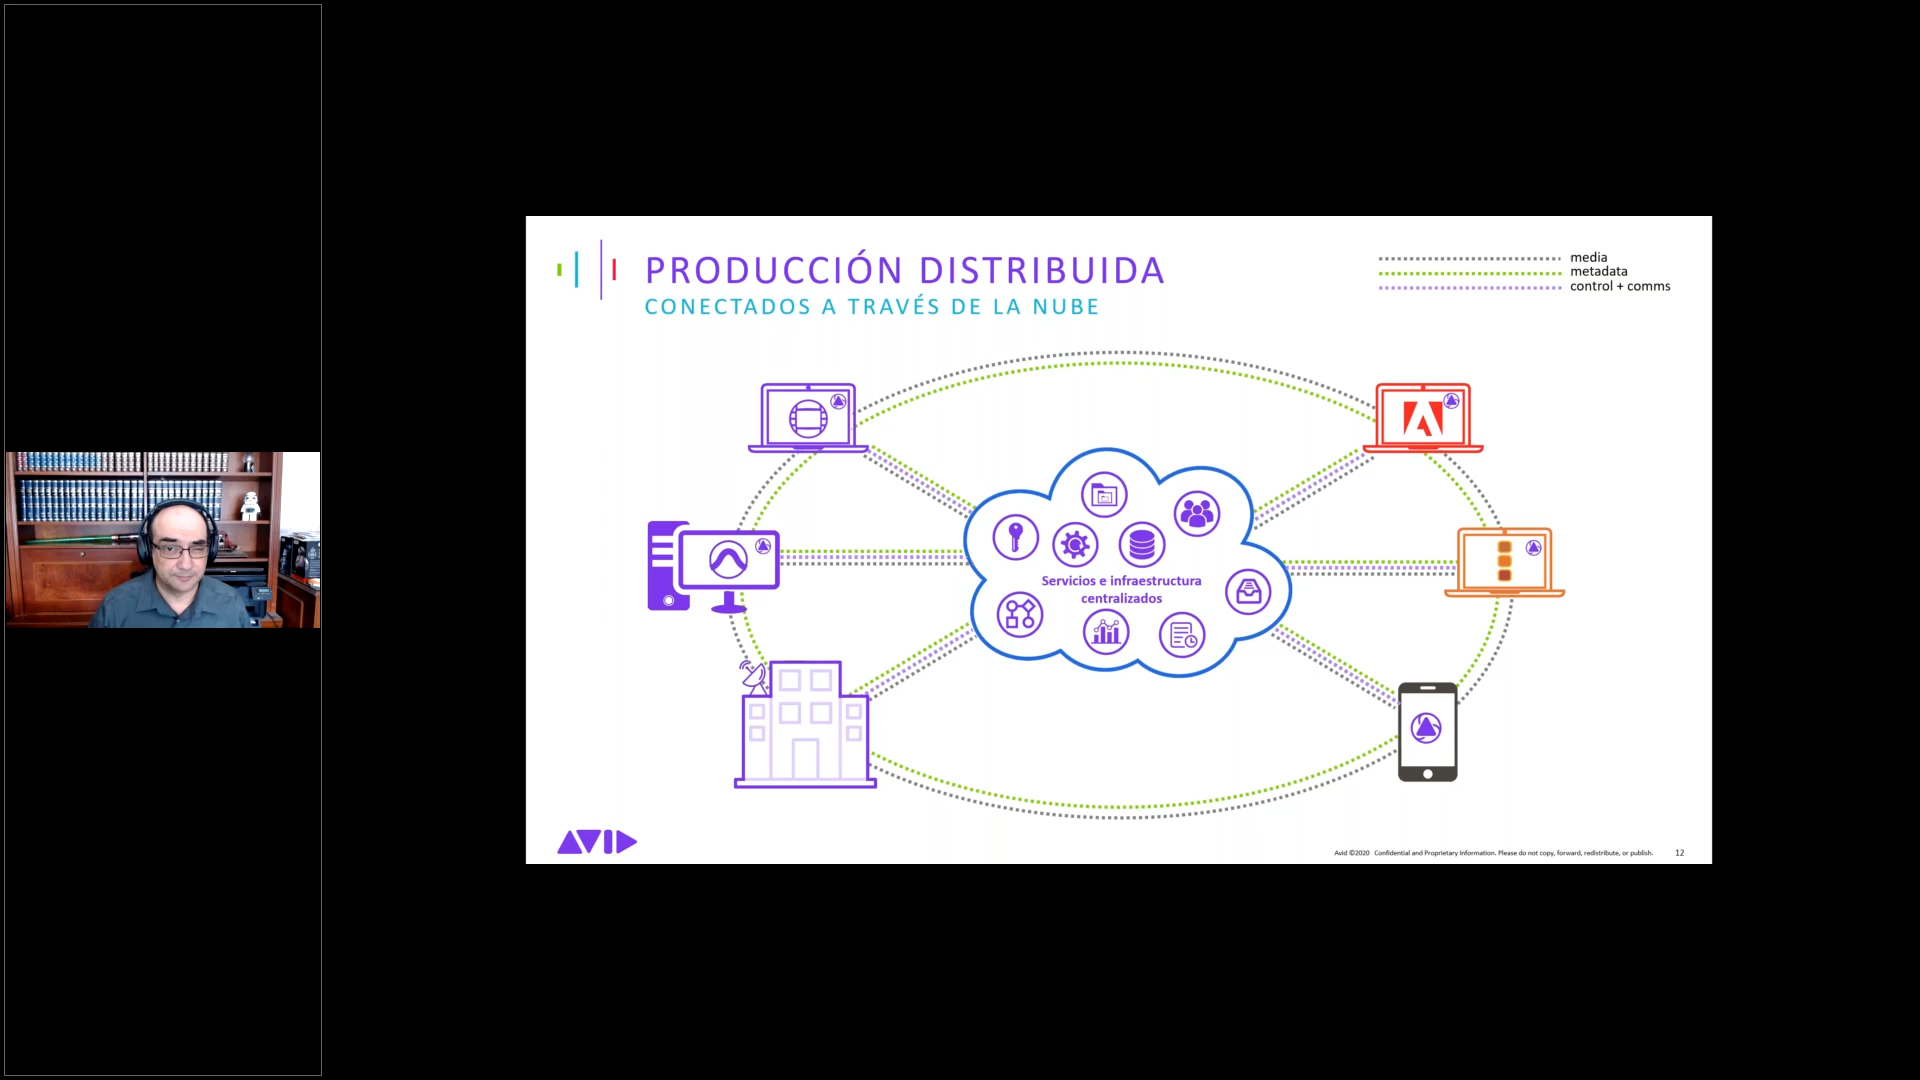 PRODUCCIÓN DISTRIBUIDA
CONECTADOS A TRAVÉS DE LA NUBE
media
metadata
control + comms
Servicios e infraestructura
centralizados
AVID
Avid ©2020 Confidential and Proprietary Information. Please do not copy, forward, redistribute, or publish.
12